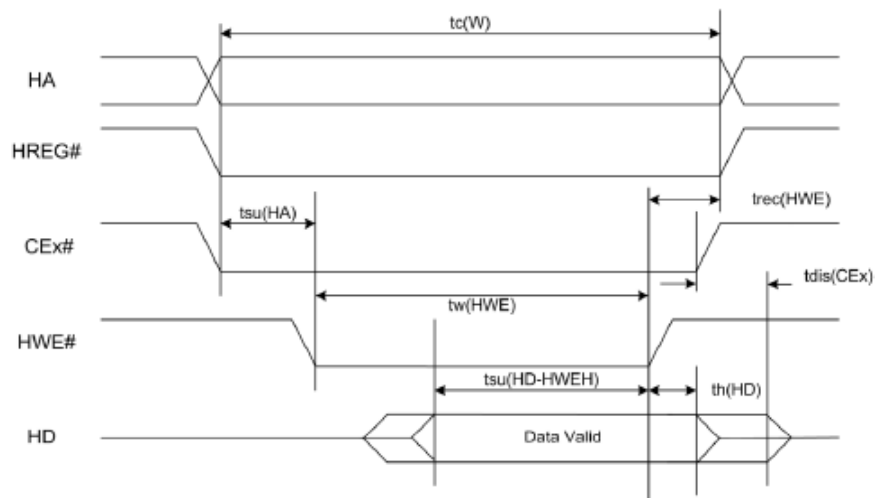 tc(W)
HA
HREG#
tsu(HA)
trec(HWE)
CEx#
tdis(CEx)
tw(HWE)
HWE#
tsu(HD-HWEH)
th(HD)
HD
Data Valid